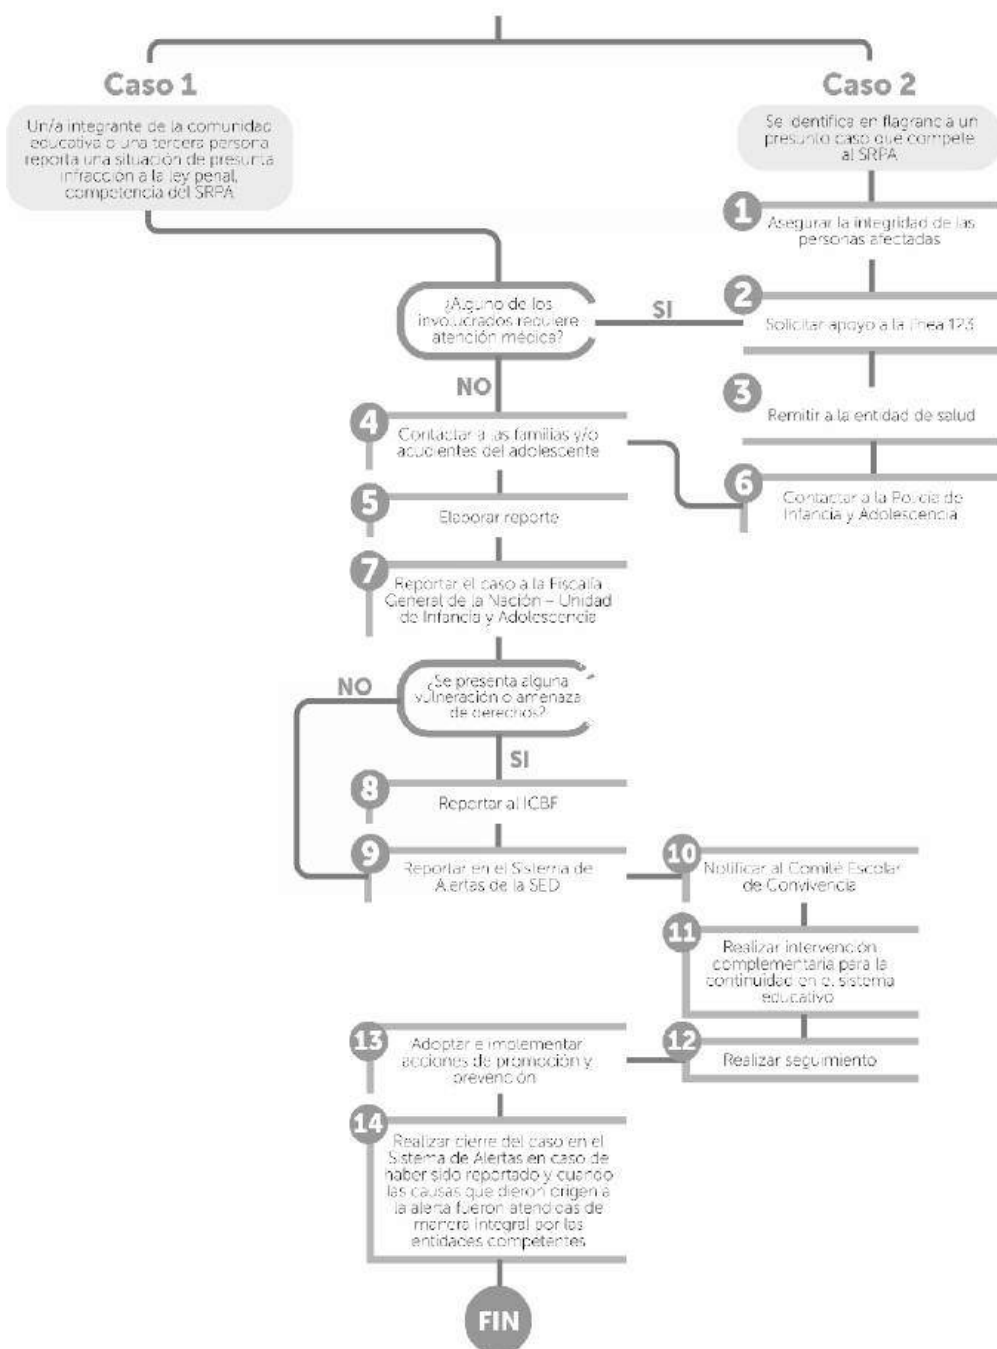 Caso 1
Un/a integrante de la comunidad
educativa o una tercera persona
reporta una situación de presunta
infracción a la ley penal,
competencia del SRPA
Caso 2
Se identifica en flagrancia un
presunto caso que compete
al SRPA
1
Asegurar la integridad de las
personas afectadas
¿Alguno de los
involucrados requiere
atención médica?
SI
2
Solicitar apoyo a la línea 123
NO
3
Remitir a la entidad de salud
4
Contactar a las familias y/o
acudientes del adolescente
6
Contactar a la Policía de
Infancia y Adolescencia
5
Elaborar reporte
7
Reportar el caso a la Fiscalía
General de la Nación – Unidad
de Infancia y Adolescencia
¿Se presenta alguna
vulneración o amenaza
de derechos?
NO
SI
8
Reportar al ICBF
9
Reportar en el Sistema de
Alertas de la SED
10
Notificar al Comité Escolar
de Convivencia
11
Realizar intervención
complementaria para la
continuidad en el sistema
educativo
12
Realizar seguimiento
13
Adoptar e implementar
acciones de promoción y
prevención
14
Realizar cierre del caso en el
Sistema de Alertas en caso de
haber sido reportado y cuando
las causas que dieron origen a
la alerta fueron atendidas de
manera integral por las
entidades competentes
FIN